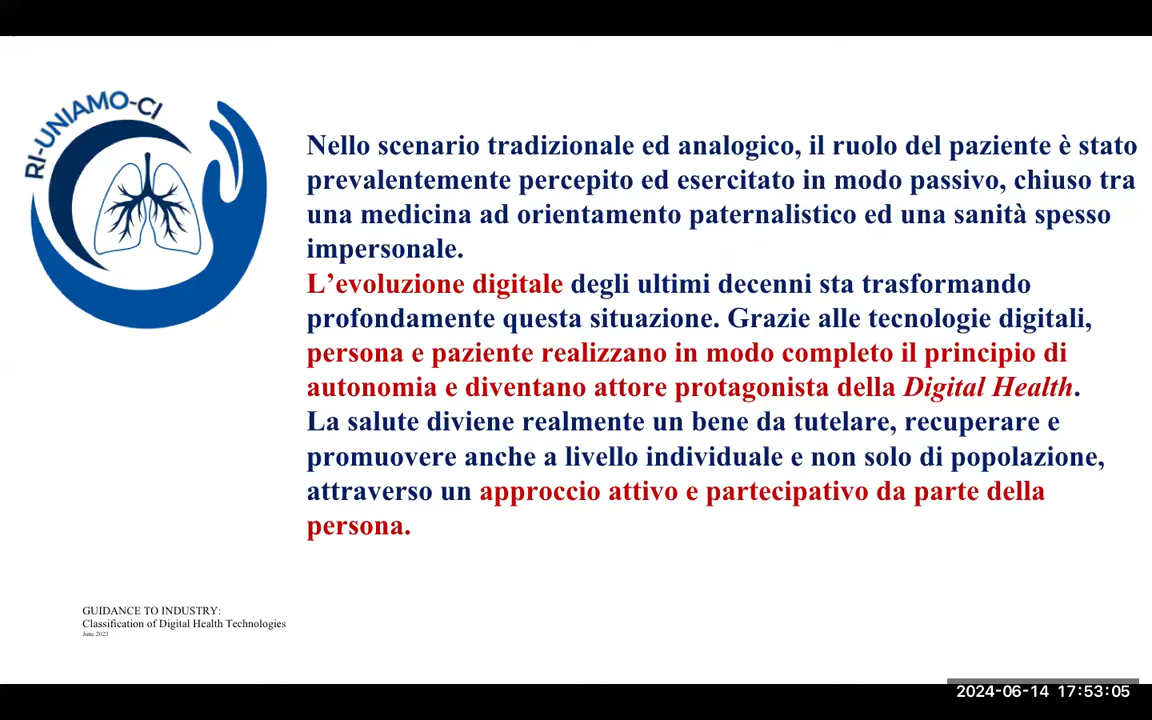 RI-UNIAMO-CI
Nello scenario tradizionale ed analogico, il ruolo del paziente è stato
prevalentemente percepito ed esercitato in modo passivo, chiuso tra
una medicina ad orientamento paternalistico ed una sanità spesso
impersonale.
L’evoluzione digitale degli ultimi decenni sta trasformando
profondamente questa situazione. Grazie alle tecnologie digitali,
persona e paziente realizzano in modo completo il principio di
autonomia e diventano attore protagonista della Digital Health.
La salute diviene realmente un bene da tutelare, recuperare e
promuovere anche a livello individuale e non solo di popolazione,
attraverso un approccio attivo e partecipativo da parte della
persona.
GUIDANCE TO INDUSTRY:
Classification of Digital Health Technologies
June 2023
2024-06-14 17:53:05